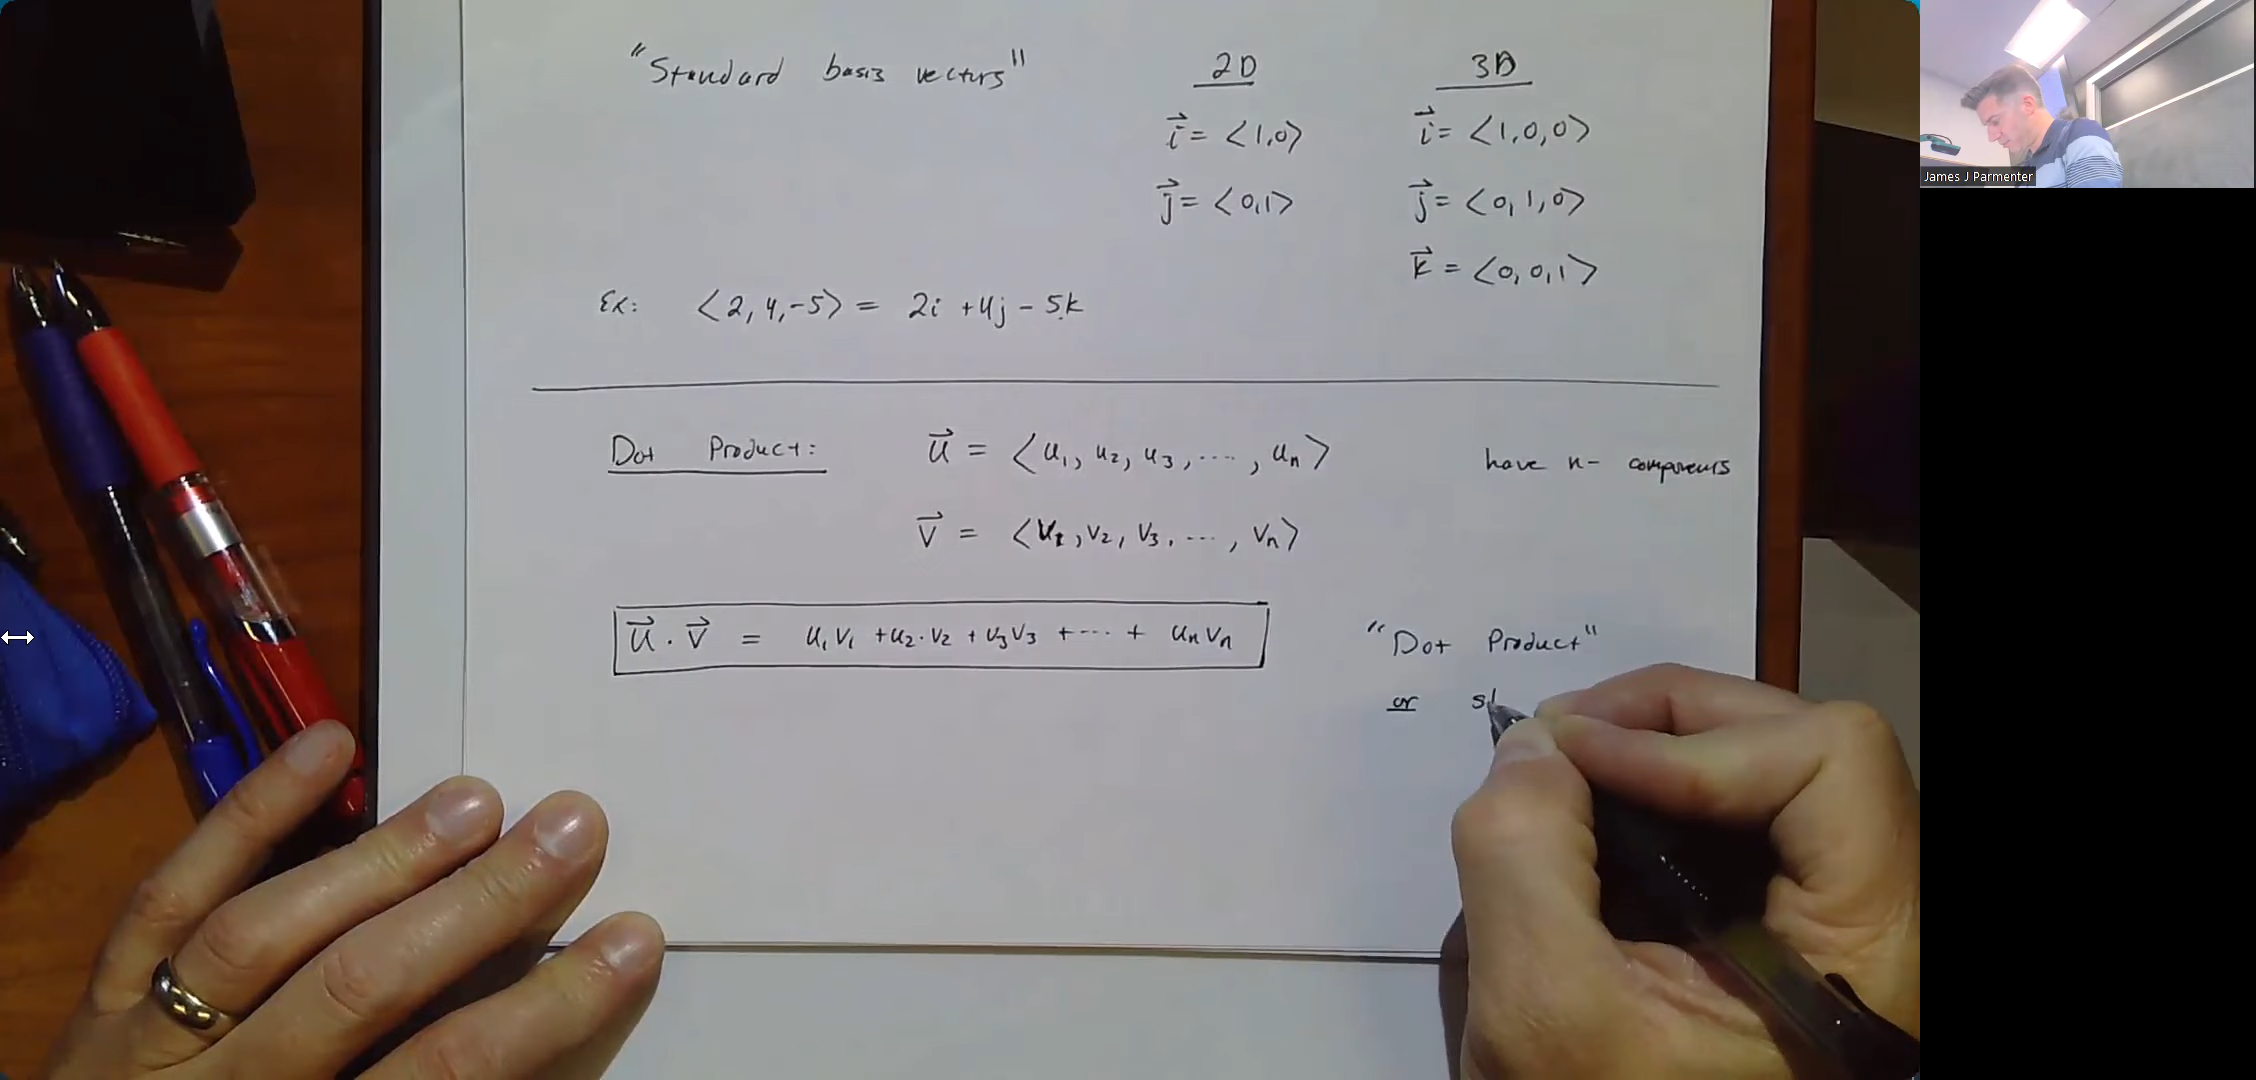 "Standard basis vectors" 2D 3D
i⃗ = <1,0> i⃗ = <1,0,0>
j⃗ = <0,1> j⃗ = <0,1,0>
k⃗ = <0,0,1>
Ex: <2,4,-5> = 2i + 4j - 5k
Dot Product: u⃗ = <u₁, u₂, u₃, ...., uₙ> have n- components
v⃗ = <v₁, v₂, v₃, ..., vₙ>
u⃗ · v⃗ = u₁v₁ + u₂·v₂ + u₃v₃ + .... + uₙvₙ "Dot Product"
or
James J Parmenter